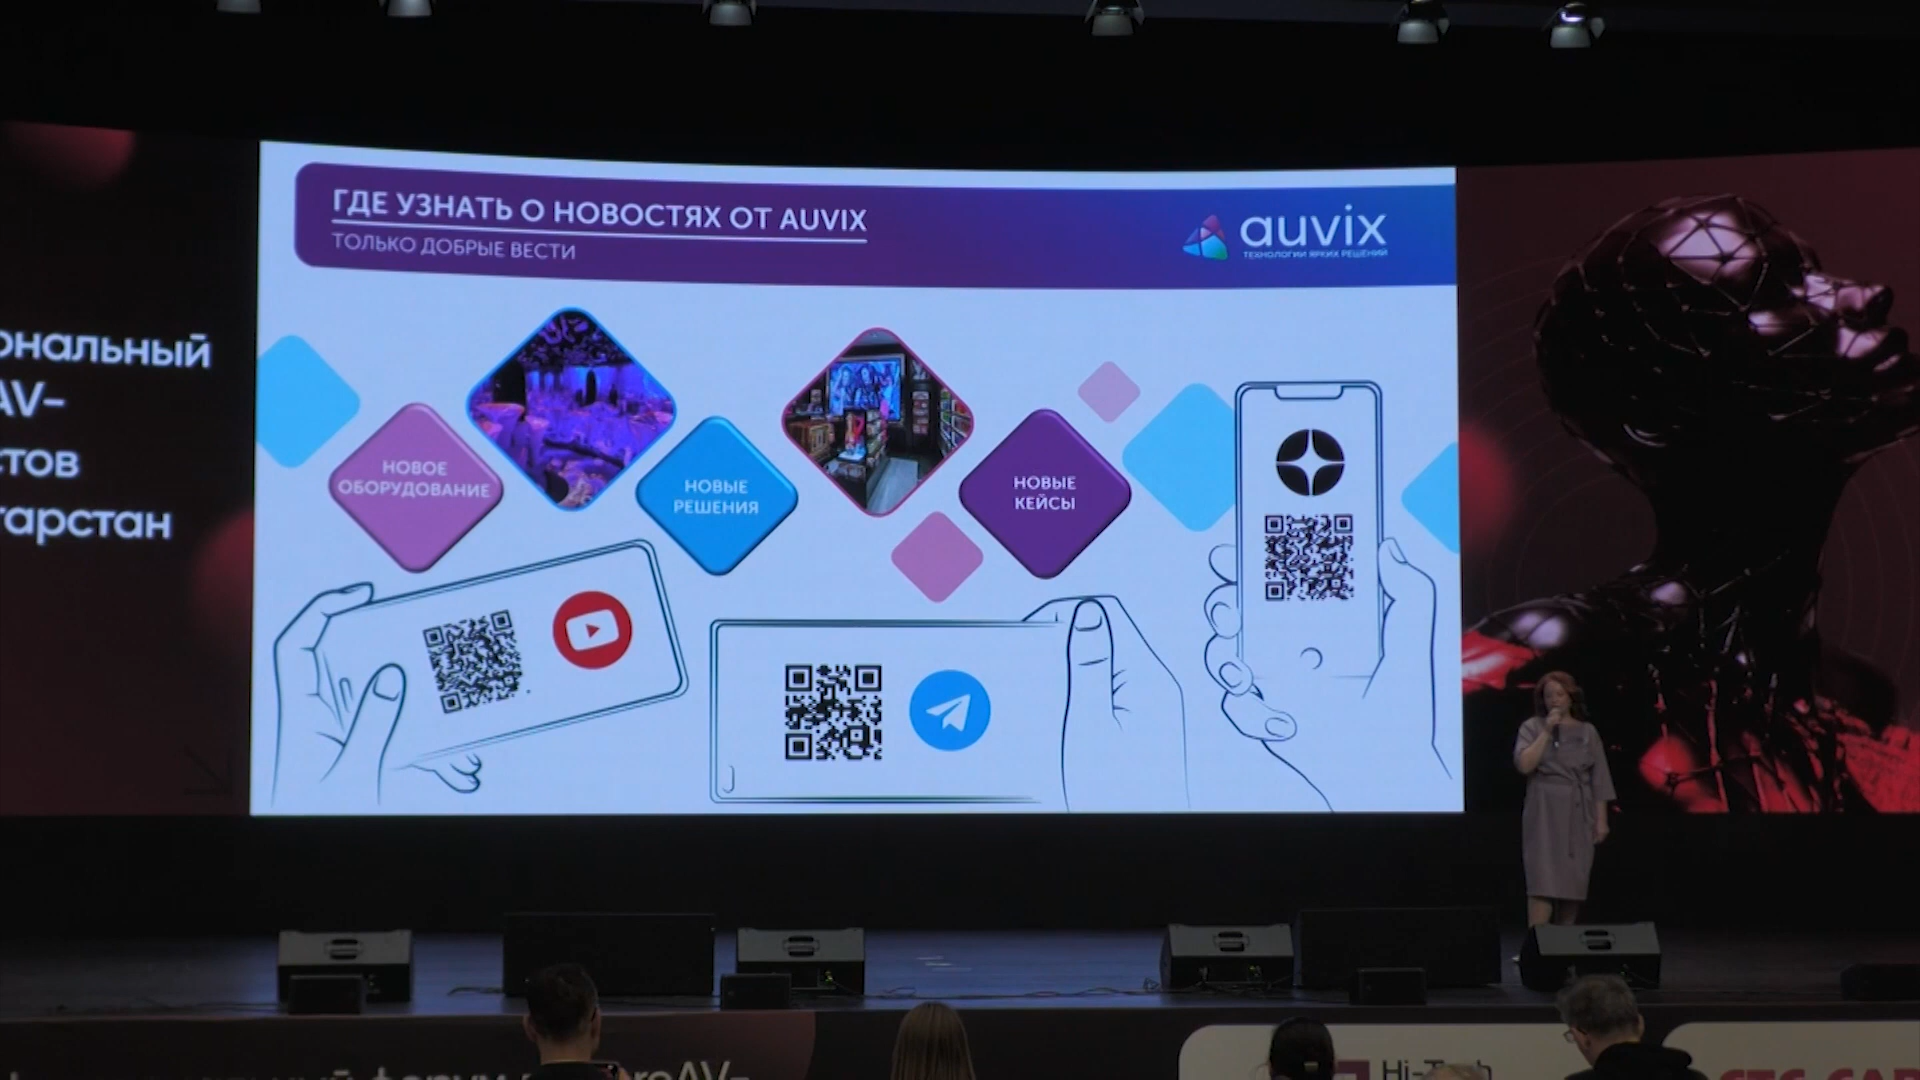 ГДЕ УЗНАТЬ О НОВОСТЯХ ОТ AUVIX
ТОЛЬКО ДОБРЫЕ ВЕСТИ
auvix
ТЕХНОЛОГИИ ЯРКИХ РЕШЕНИЙ
ональный
AV-
стов
тарстан
НОВОЕ
ОБОРУДОВАНИЕ
НОВЫЕ
РЕШЕНИЯ
НОВЫЕ
КЕЙСЫ
Hi-Tech